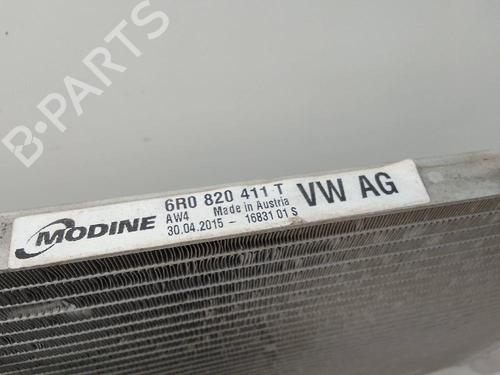 B-PARTS
MODINE
6R0 820 411 T
AW4 Made in Austria
30.04.2015 - 16831 01 S
VW AG